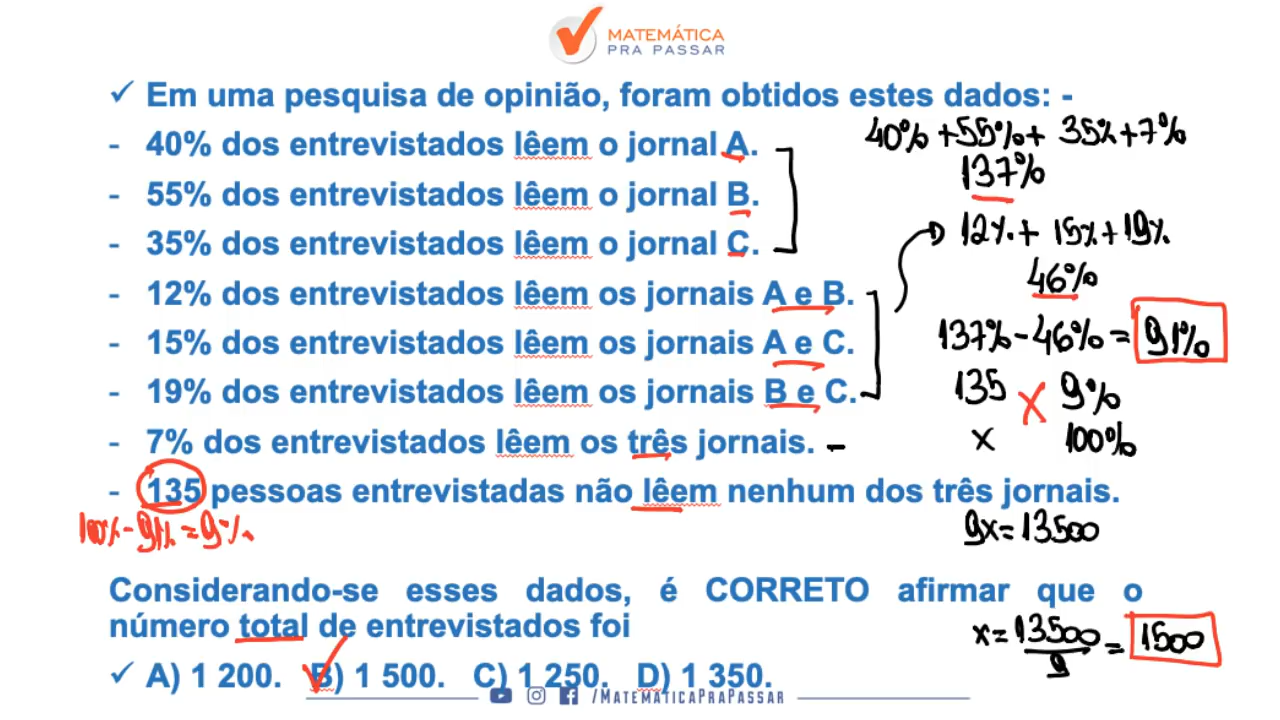 MATEMÁTICA
PRA PASSAR
✓ Em uma pesquisa de opinião, foram obtidos estes dados: -
- 40% dos entrevistados lêem o jornal A.
- 55% dos entrevistados lêem o jornal B.
- 35% dos entrevistados lêem o jornal C.
- 12% dos entrevistados lêem os jornais A e B.
- 15% dos entrevistados lêem os jornais A e C.
- 19% dos entrevistados lêem os jornais B e C.
- 7% dos entrevistados lêem os três jornais.
- 135 pessoas entrevistadas não lêem nenhum dos três jornais.
100% - 91% = 9%
Considerando-se esses dados, é CORRETO afirmar que o
número total de entrevistados foi
✓ A) 1 200. B) 1 500. C) 1 250. D) 1 350.
/MatematicaPraPassar
40% + 55% + 35% + 7%
137%
12% + 15% + 19%
46%
137% - 46% = 91%
135 X 9%
x 100%
9x = 13500
x = 13500 = 1500
9